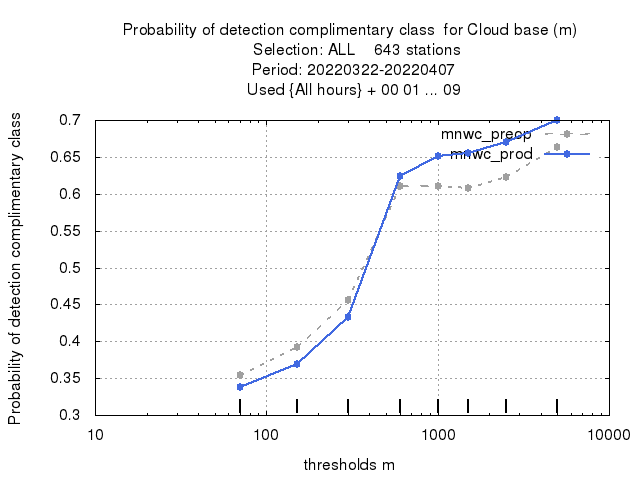 Probability of detection complimentary class  for Cloud base (m)
Selection: ALL    643 stations
Period: 20220322-20220407
Used {All hours} + 00 01 ... 09
Probability of detection complimentary class
0.7
0.65
0.6
0.55
0.5
0.45
0.4
0.35
0.3
mnwc_preop
mnwc_prod
10
100
1000
10000
thresholds m